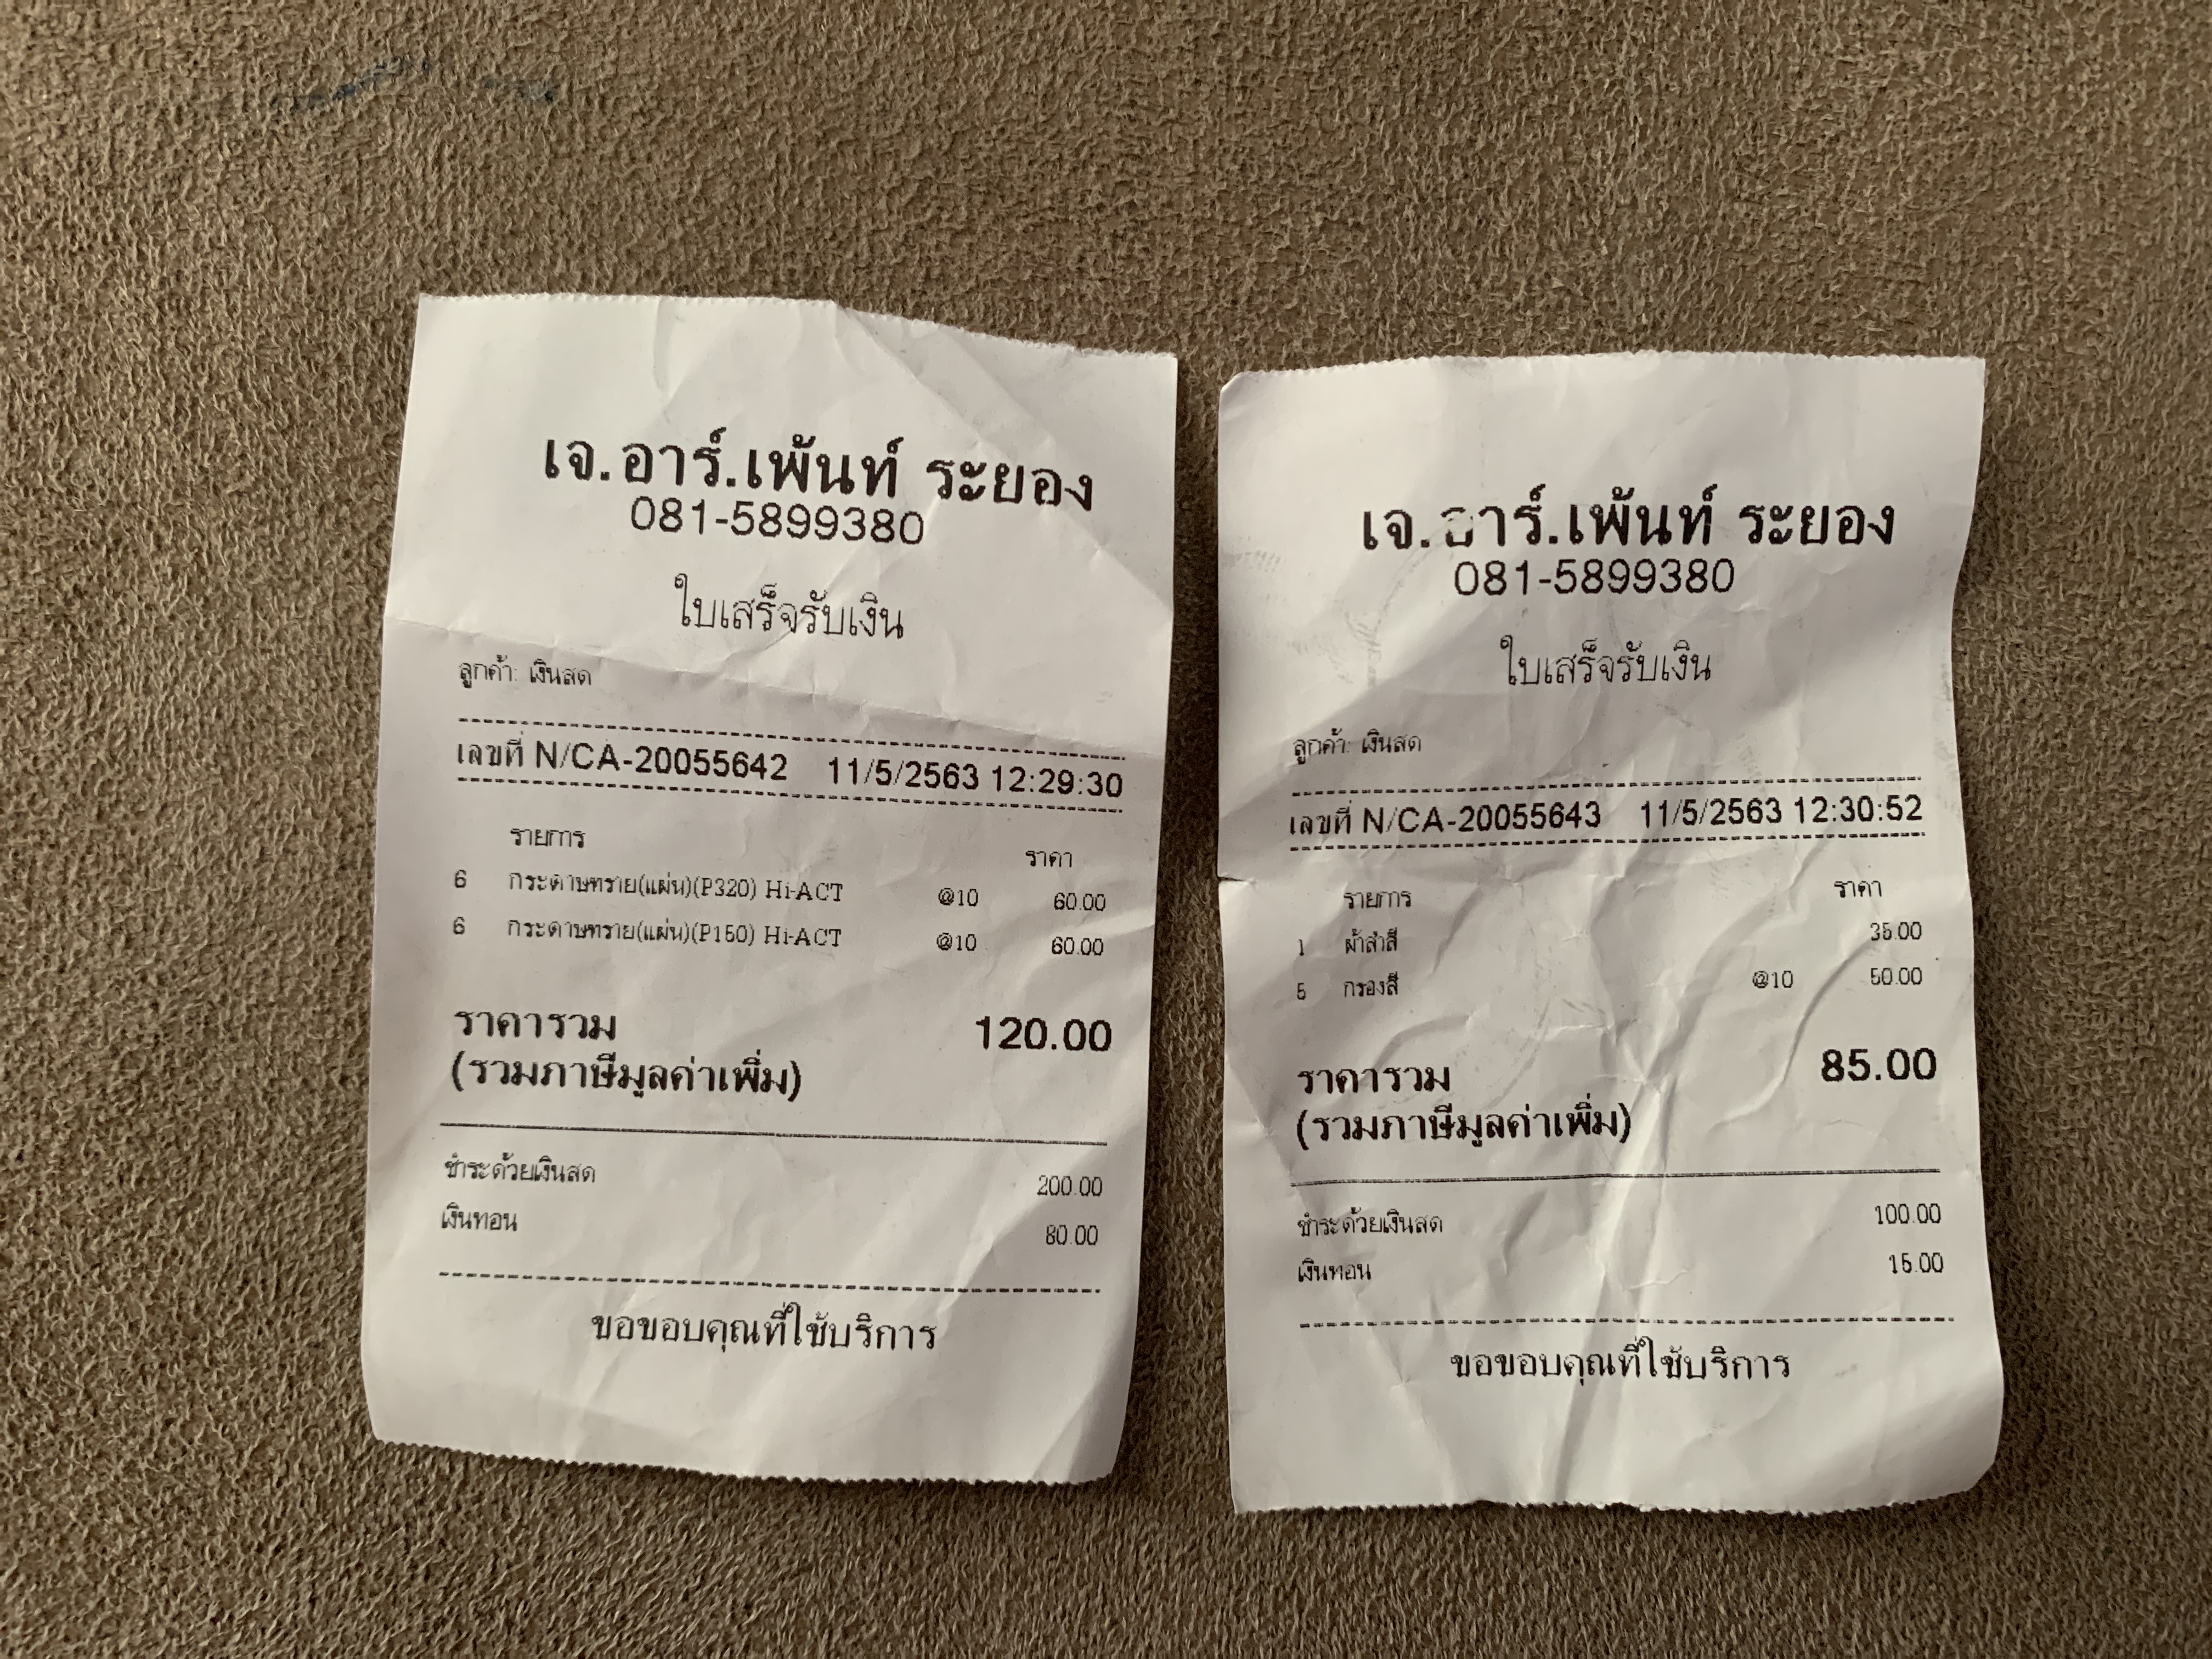 เจ.อาร์.เพ้นท์ ระยอง
081-5899380
ใบเสร็จรับเงิน
ลูกค้า: เงินสด
เลขที่ N/CA-20055642 11/5/2563 12:29:30
รายการ ราคา
6 กระดาษทราย(แผ่น)(P320) Hi-ACT @10 60.00
6 กระดาษทราย(แผ่น)(P150) Hi-ACT @10 60.00
ราคารวม 120.00
(รวมภาษีมูลค่าเพิ่ม)
ชำระด้วยเงินสด 200.00
เงินทอน 80.00
ขอขอบคุณที่ใช้บริการ
เจ.อาร์.เพ้นท์ ระยอง
081-5899380
ใบเสร็จรับเงิน
ลูกค้า: เงินสด
เลขที่ N/CA-20055643 11/5/2563 12:30:52
รายการ ราคา
1 ผ้าสำสี 35.00
5 กรองสี @10 50.00
ราคารวม 85.00
(รวมภาษีมูลค่าเพิ่ม)
ชำระด้วยเงินสด 100.00
เงินทอน 15.00
ขอขอบคุณที่ใช้บริการ